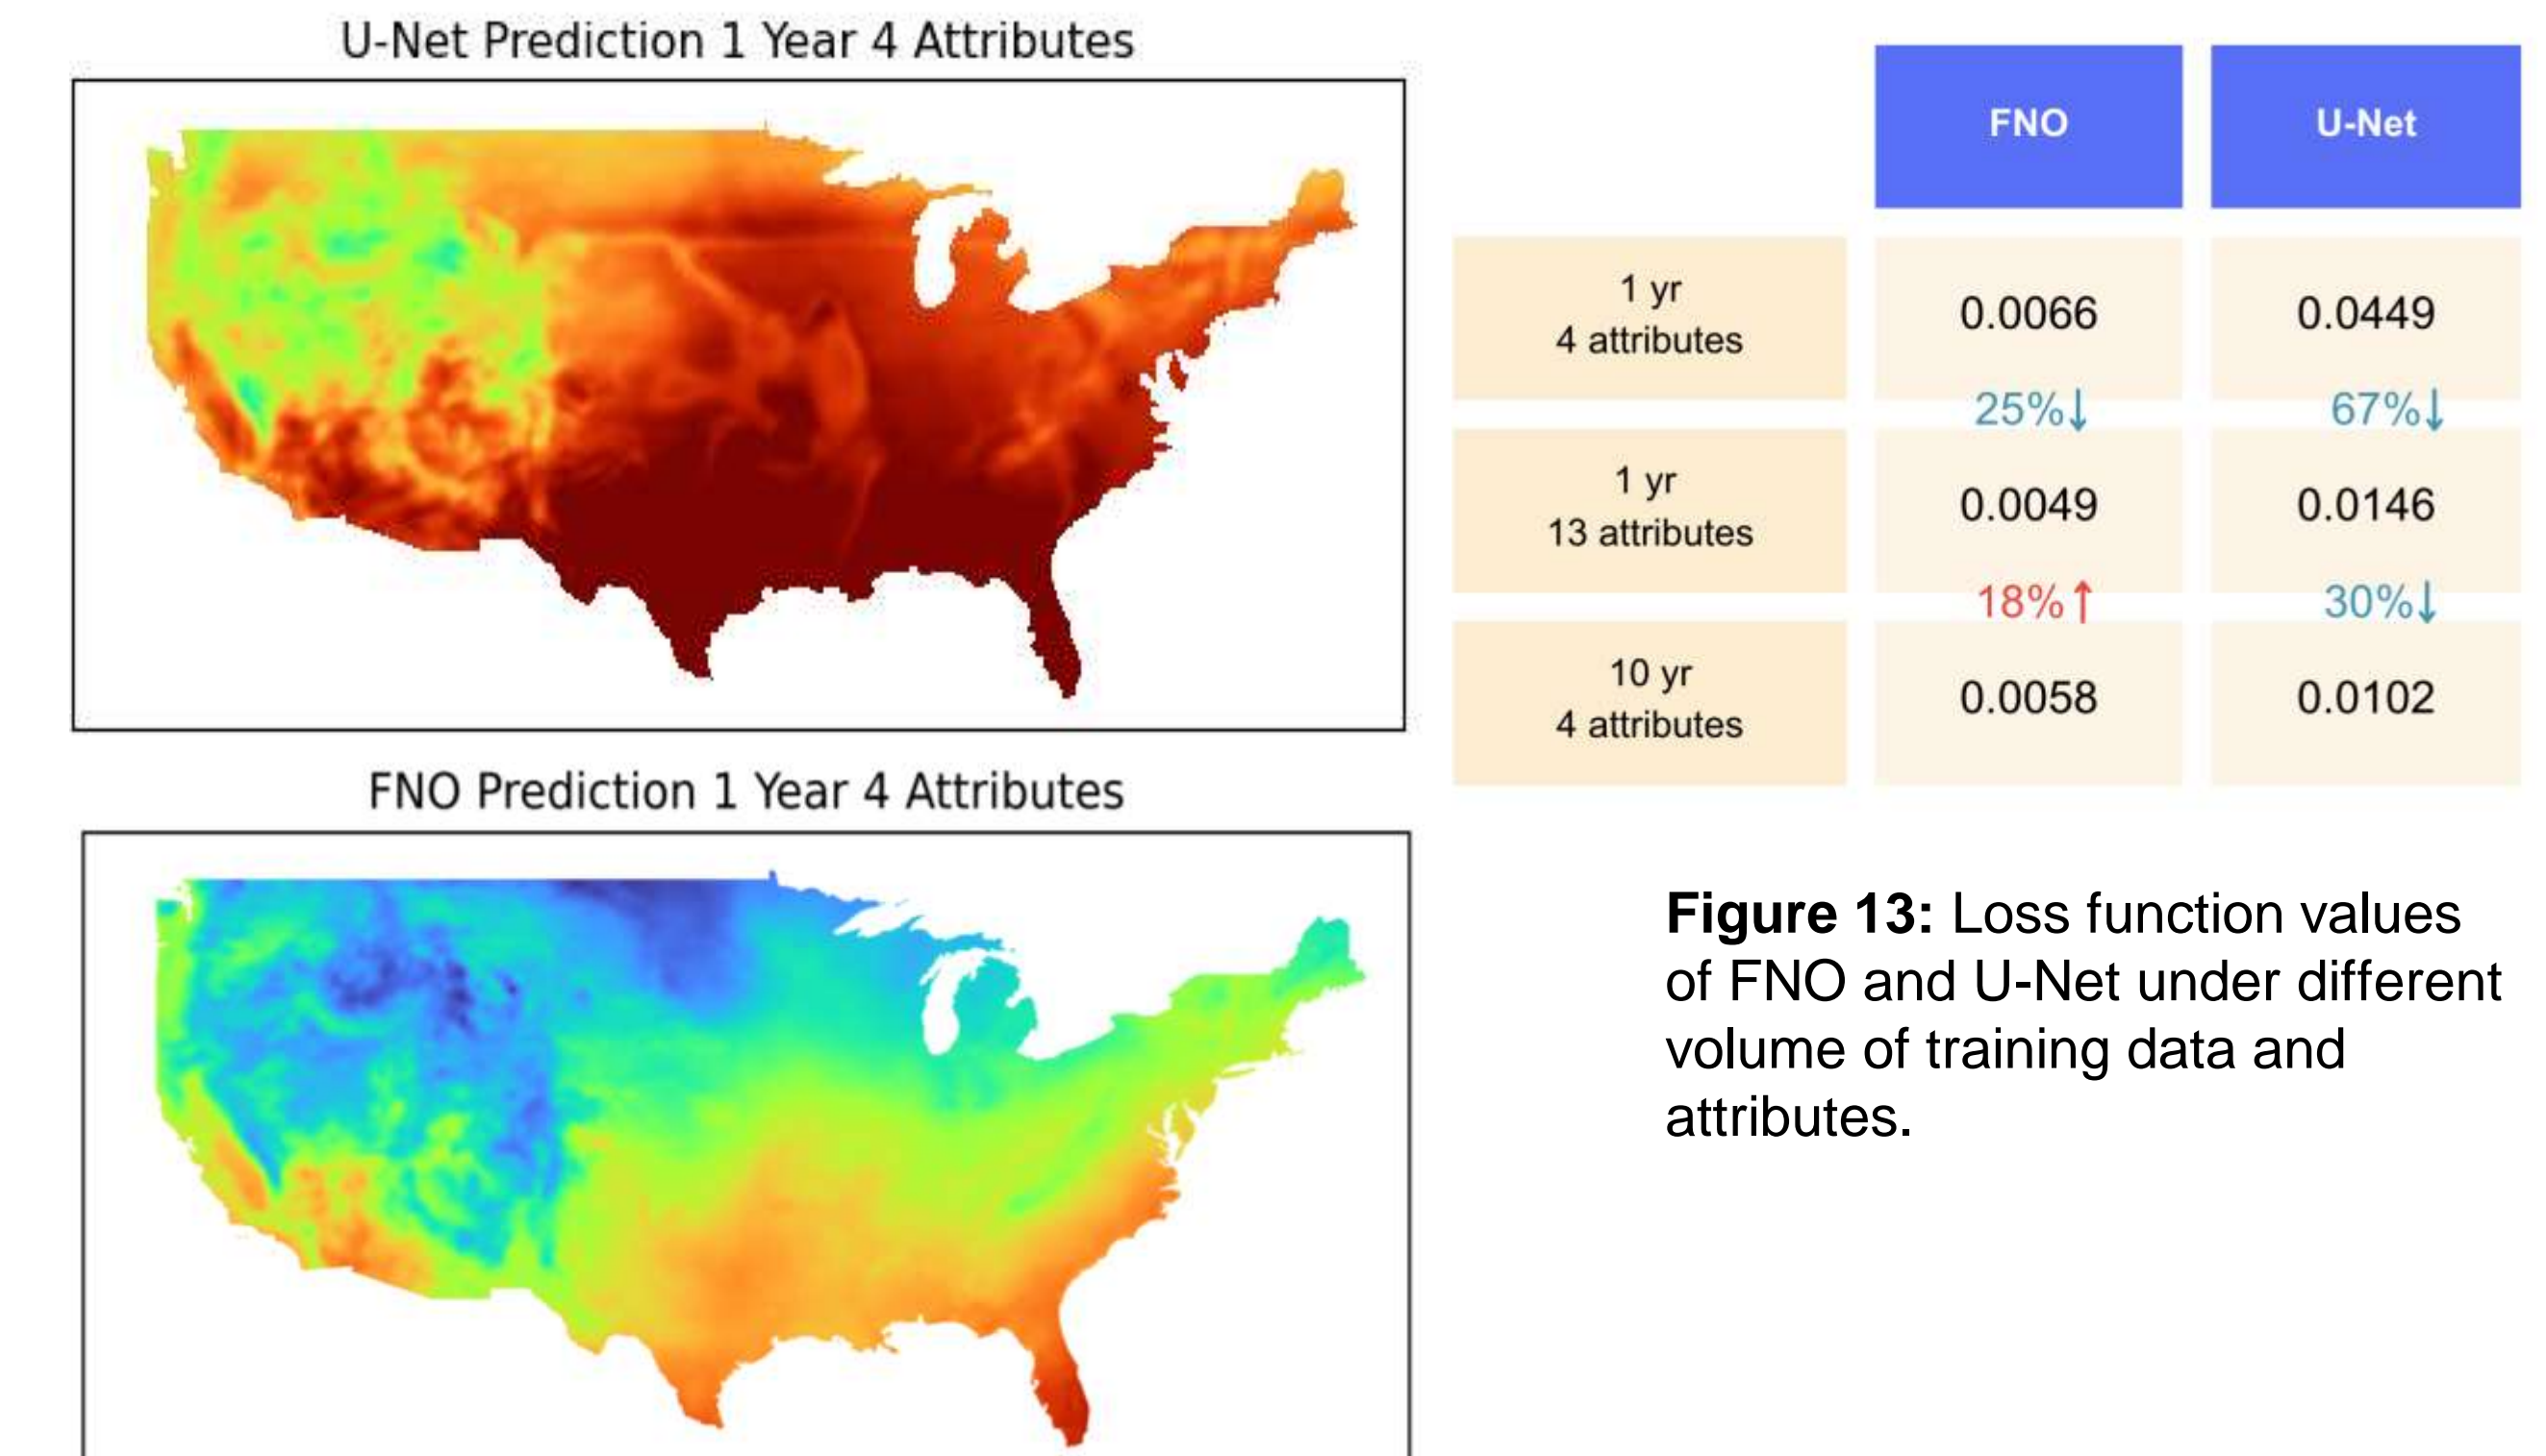 U-Net Prediction 1 Year 4 Attributes
FNO Prediction 1 Year 4 Attributes
FNO
U-Net
1 yr
4 attributes
0.0066
0.0449
25%↓
67%↓
1 yr
13 attributes
0.0049
0.0146
18%↑
30%↓
10 yr
4 attributes
0.0058
0.0102
Figure 13: Loss function values
of FNO and U-Net under different
volume of training data and
attributes.